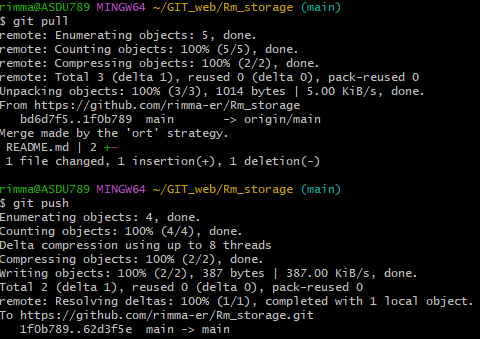 rimma@ASDU789 MINGW64 ~/GIT_web/Rm_storage (main)
$ git pull
remote: Enumerating objects: 5, done.
remote: Counting objects: 100% (5/5), done.
remote: Compressing objects: 100% (2/2), done.
remote: Total 3 (delta 1), reused 0 (delta 0), pack-reused 0
Unpacking objects: 100% (3/3), 1014 bytes | 5.00 KiB/s, done.
From https://github.com/rimma-er/Rm_storage
   bd6d7f5..1f0b789  main       -> origin/main
Merge made by the 'ort' strategy.
 README.md | 2 +-
 1 file changed, 1 insertion(+), 1 deletion(-)
rimma@ASDU789 MINGW64 ~/GIT_web/Rm_storage (main)
$ git push
Enumerating objects: 4, done.
Counting objects: 100% (4/4), done.
Delta compression using up to 8 threads
Compressing objects: 100% (2/2), done.
Writing objects: 100% (2/2), 387 bytes | 387.00 KiB/s, done.
Total 2 (delta 1), reused 0 (delta 0), pack-reused 0
remote: Resolving deltas: 100% (1/1), completed with 1 local object.
To https://github.com/rimma-er/Rm_storage.git
   1f0b789..62d3f5e  main -> main